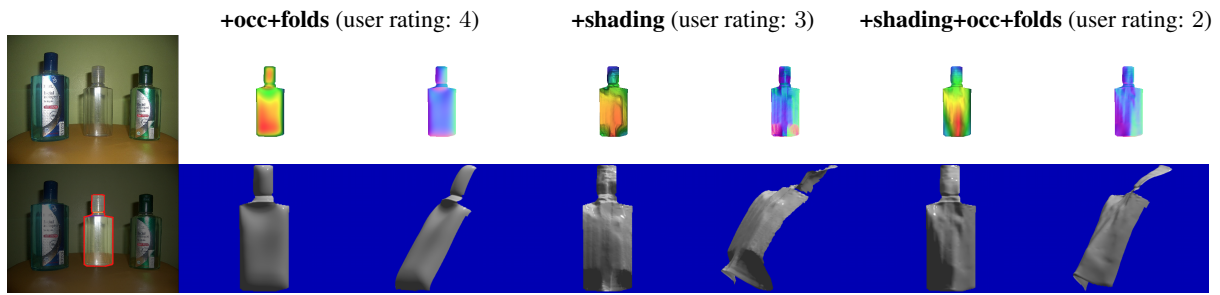 +occ+folds (user rating: 4) +shading (user rating: 3) +shading+occ+folds (user rating: 2)